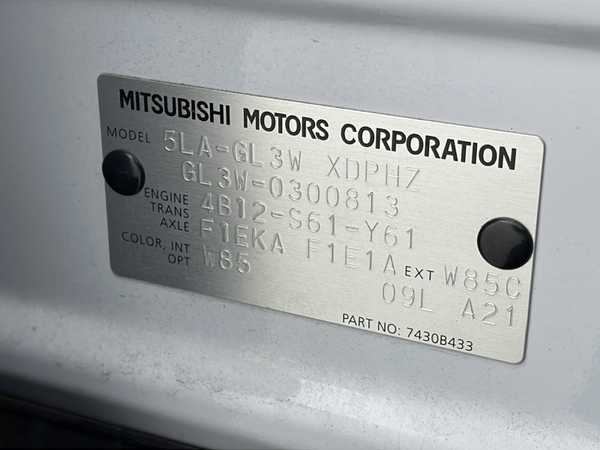 MITSUBISHI MOTORS CORPORATION
MODEL 5LA-GL3W XDPHZ
GL3W-0300813
ENGINE 4B12-S61-Y61
TRANS AXLE F1EKA F1E1A
COLOR, INT OPT W85 EXT W85C
09L A21
PART NO: 7430B433